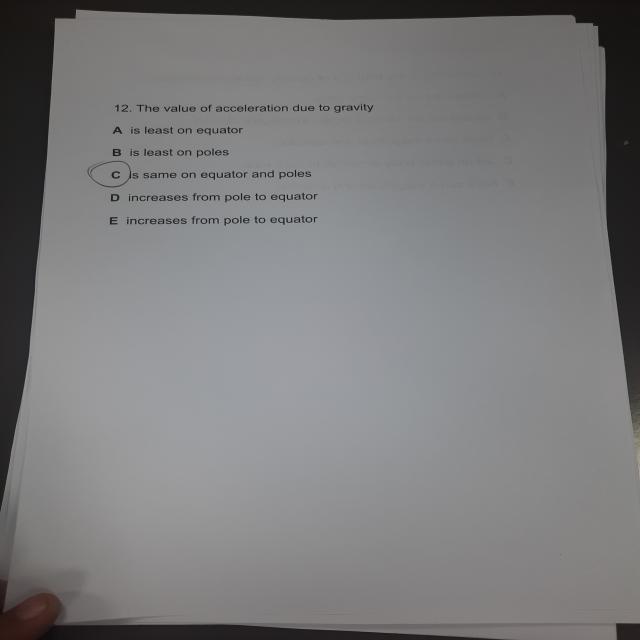 12. The value of acceleration due to gravity
A is least on equator
B is least on poles
C is same on equator and poles
D increases from pole to equator
E increases from pole to equator